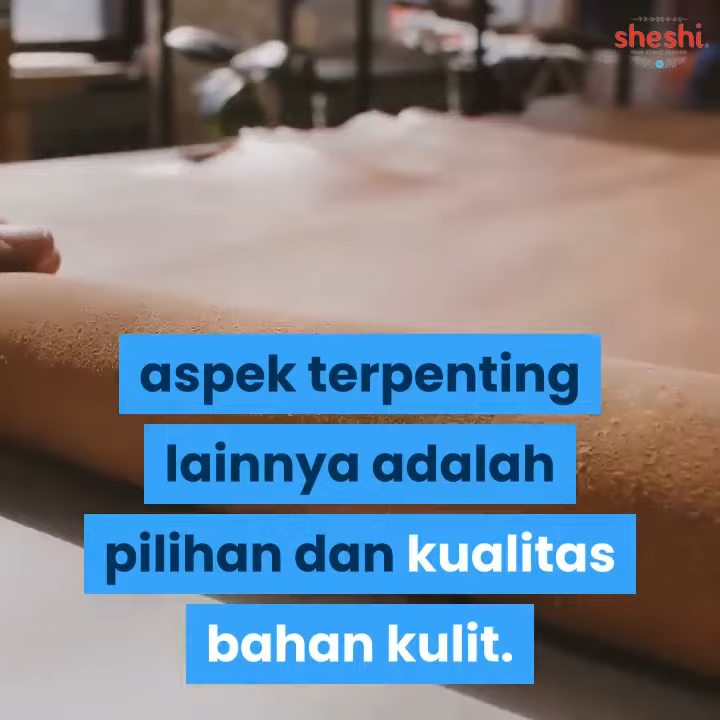 sheshi
aspek terpenting
lainnya adalah
pilihan dan kualitas
bahan kulit.